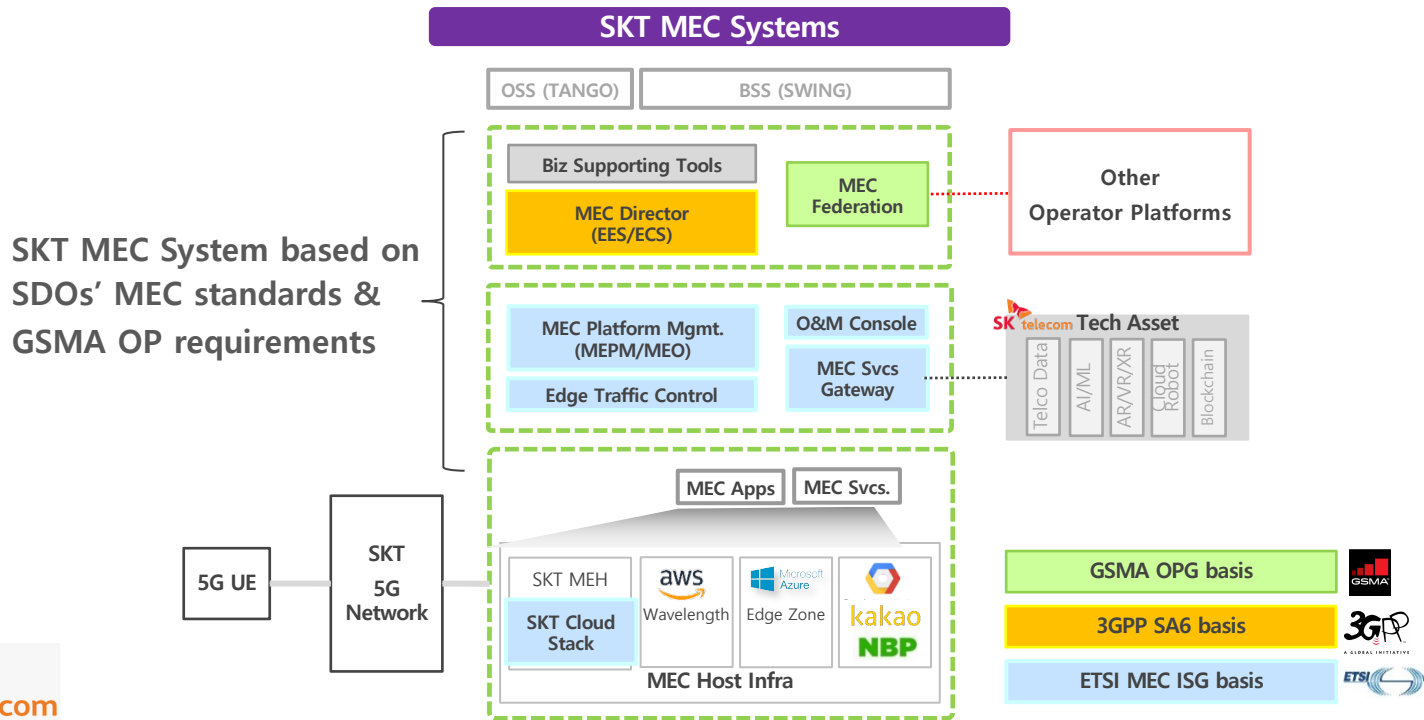 SKT MEC Systems
OSS (TANGO)
BSS (SWING)
Biz Supporting Tools
MEC Director
(EES/ECS)
MEC
Federation
Other
Operator Platforms
SKT MEC System based on
SDOs’ MEC standards &
GSMA OP requirements
MEC Platform Mgmt.
(MEPM/MEO)
Edge Traffic Control
O&M Console
MEC Svcs
Gateway
SK telecom Tech Asset
Telco Data
AI/ML
AR/VR/XR
Cloud
Robot
Blockchain
MEC Apps
MEC Svcs.
5G UE
SKT
5G
Network
SKT MEH
SKT Cloud
Stack
aws
Wavelength
Microsoft
Azure
Edge Zone
kakao
NBP
MEC Host Infra
GSMA OPG basis
GSMA
3GPP SA6 basis
3GPP
A GLOBAL INITIATIVE
ETSI MEC ISG basis
ETSI
com